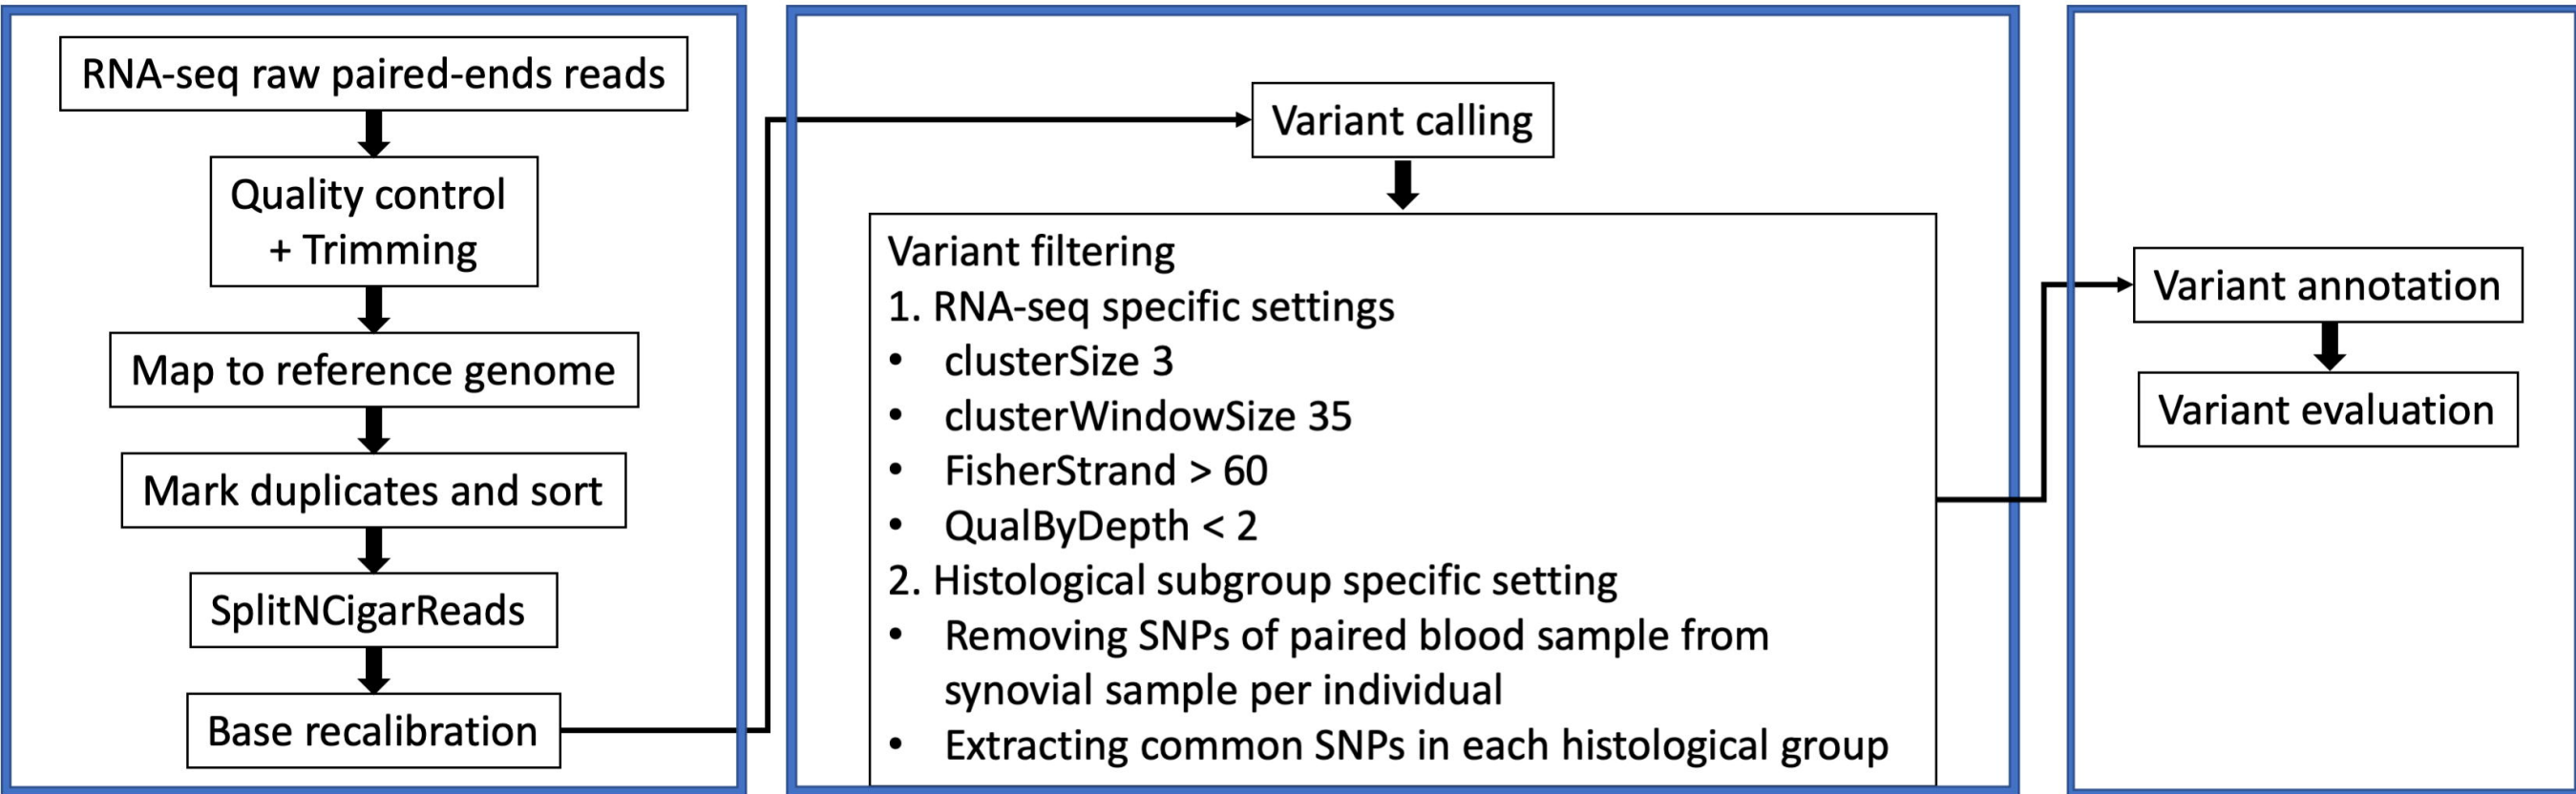 RNA-seq raw paired-ends reads
Quality control
+ Trimming
Map to reference genome
Mark duplicates and sort
SplitNCigarReads
Base recalibration
Variant calling
Variant filtering
1. RNA-seq specific settings
• clusterSize 3
• clusterWindowSize 35
• FisherStrand > 60
• QualByDepth < 2
2. Histological subgroup specific setting
• Removing SNPs of paired blood sample from
synovial sample per individual
• Extracting common SNPs in each histological group
Variant annotation
Variant evaluation